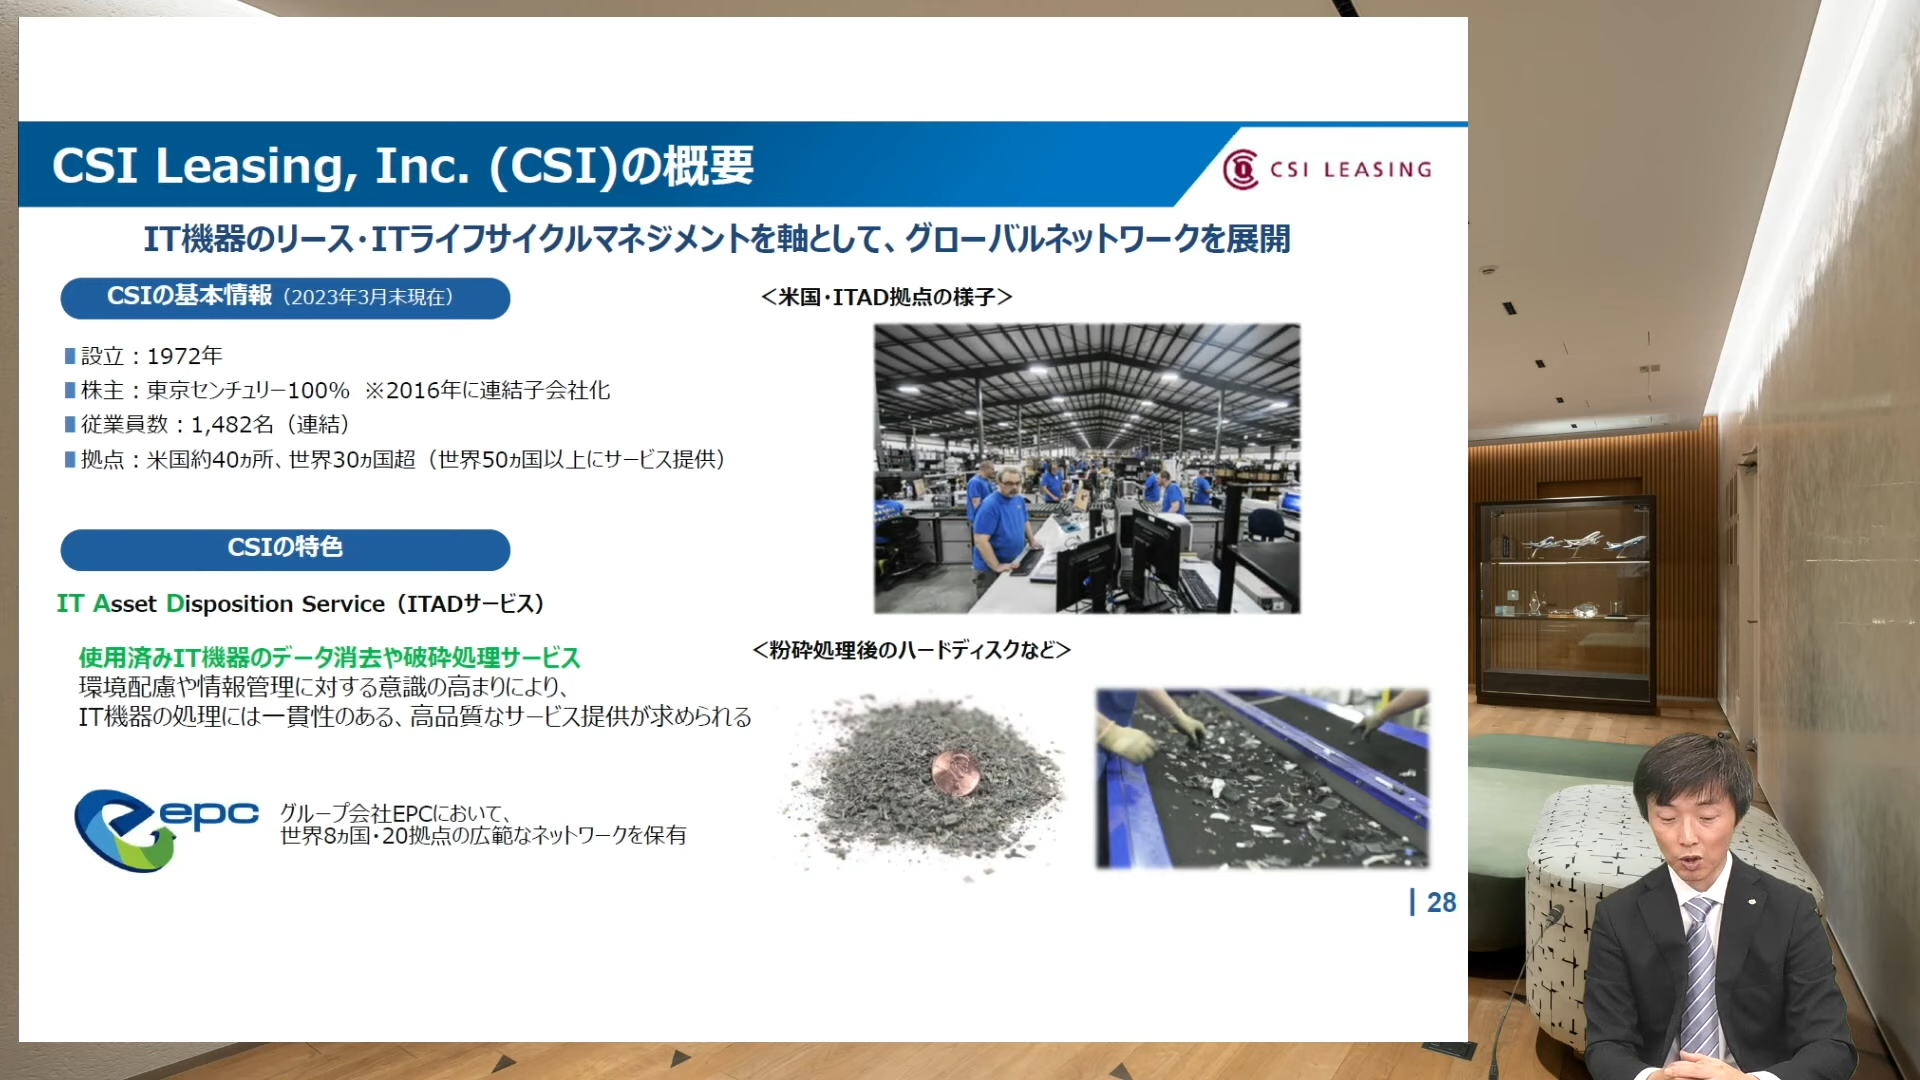 CSI Leasing, Inc. (CSI)の概要
CSI LEASING
IT機器のリース・ITライフサイクルマネジメントを軸として、グローバルネットワークを展開
CSIの基本情報（2023年3月末現在）
設立：1972年
株主：東京センチュリー100%　※2016年に連結子会社化
従業員数：1,482名（連結）
拠点：米国約40ヵ所、世界30ヵ国超（世界50ヵ国以上にサービス提供）
CSIの特色
IT Asset Disposition Service（ITADサービス）
使用済みIT機器のデータ消去や破砕処理サービス
環境配慮や情報管理に対する意識の高まりにより、
IT機器の処理には一貫性のある、高品質なサービス提供が求められる
epc
グループ会社EPCにおいて、
世界8ヵ国・20拠点の広範なネットワークを保有
＜米国・ITAD拠点の様子＞
＜粉砕処理後のハードディスクなど＞
28